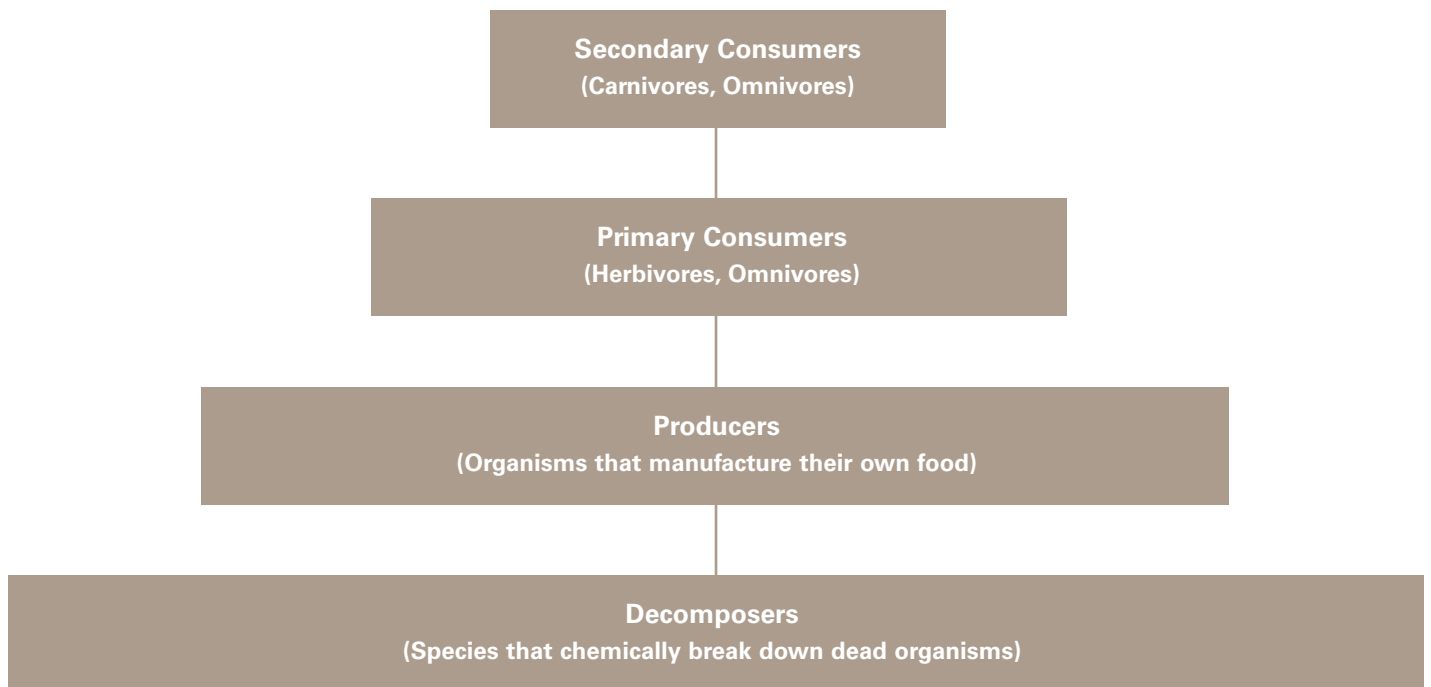 Secondary Consumers
(Carnivores, Omnivores)
Primary Consumers
(Herbivores, Omnivores)
Producers
(Organisms that manufacture their own food)
Decomposers
(Species that chemically break down dead organisms)